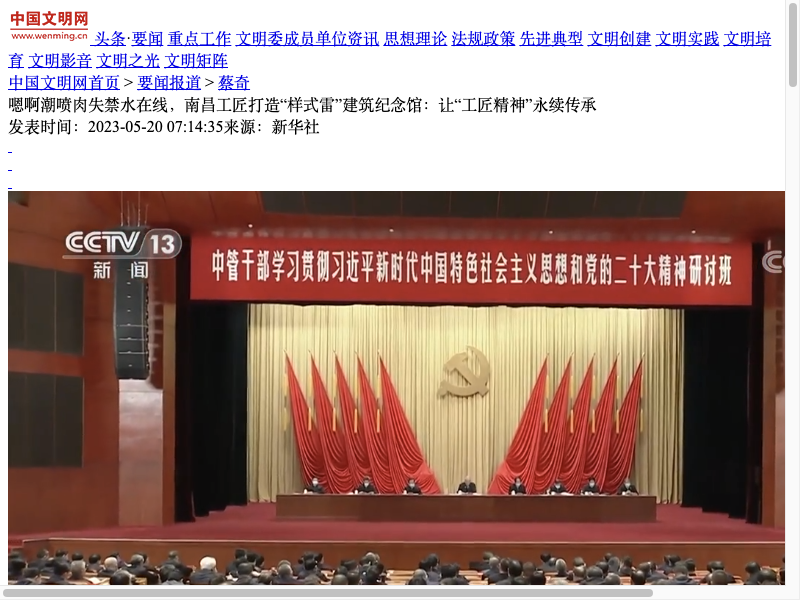 中国文明网
www.wenming.cn 头条·要闻 重点工作 文明委成员单位资讯 思想理论 法规政策 先进典型 文明创建 文明实践 文明培
育 文明影音 文明之光 文明矩阵
中国文明网首页 > 要闻报道 > 蔡奇
嗯啊潮喷肉失禁水在线，南昌工匠打造“样式雷”建筑纪念馆：让“工匠精神”永续传承
发表时间：2023-05-20 07:14:35来源：新华社
CCTV 13
新闻
中管干部学习贯彻习近平新时代中国特色社会主义思想和党的二十大精神研讨班